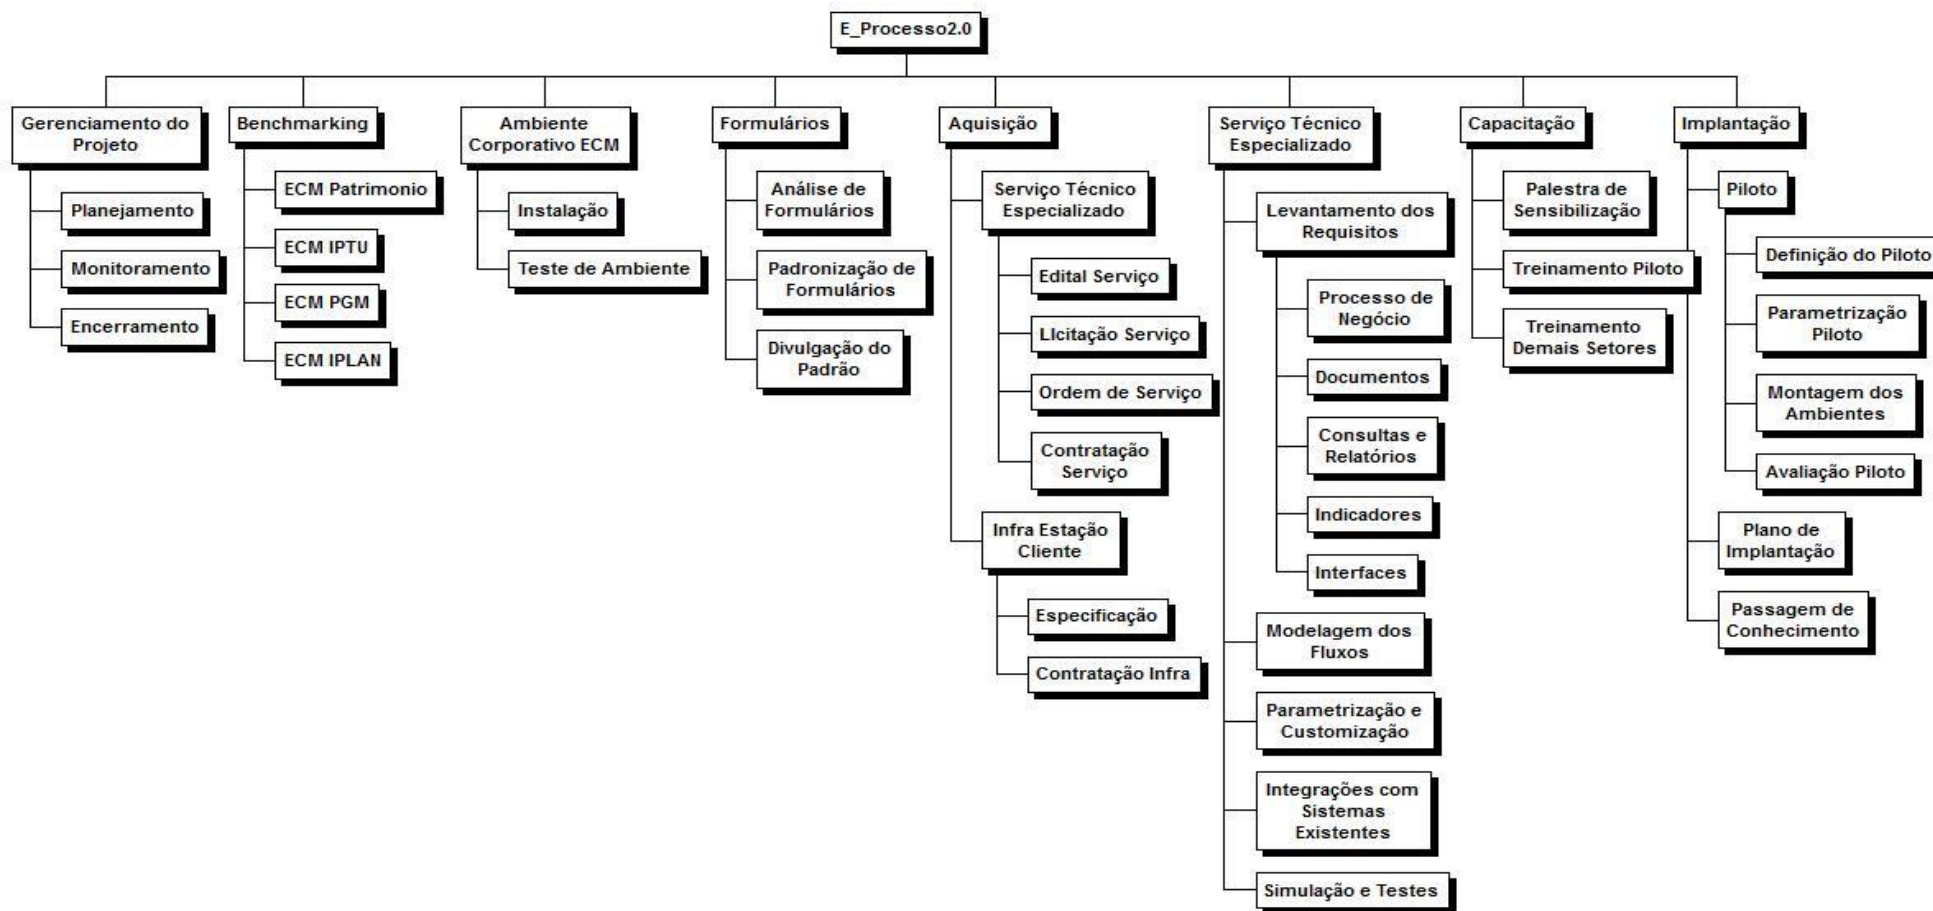 E_Processo2.0
Gerenciamento do
Projeto
Planejamento
Monitoramento
Encerramento
Benchmarking
ECM Patrimonio
ECM IPTU
ECM PGM
ECM IPLAN
Ambiente
Corporativo ECM
Instalação
Teste de Ambiente
Formulários
Análise de
Formulários
Padronização de
Formulários
Divulgação do
Padrão
Aquisição
Serviço Técnico
Especializado
Edital Serviço
LIcitação Serviço
Ordem de Serviço
Contratação
Serviço
Infra Estação
Cliente
Especificação
Contratação Infra
Serviço Técnico
Especializado
Levantamento dos
Requisitos
Processo de
Negócio
Documentos
Consultas e
Relatórios
Indicadores
Interfaces
Modelagem dos
Fluxos
Parametrização e
Customização
Integrações com
Sistemas
Existentes
Simulação e Testes
Capacitação
Palestra de
Sensibilização
Treinamento Piloto
Treinamento
Demais Setores
Implantação
Piloto
Definição do Piloto
Parametrização
Piloto
Montagem dos
Ambientes
Avaliação Piloto
Plano de
Implantação
Passagem de
Conhecimento